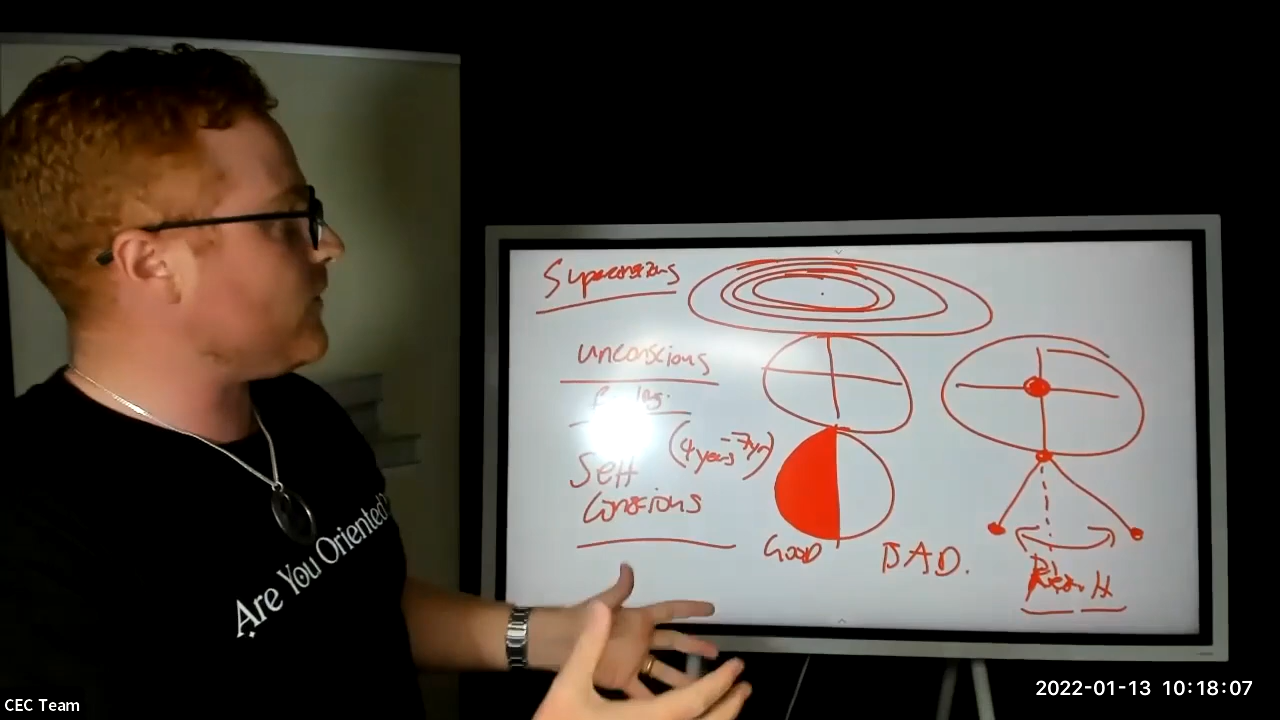 Superconscious
unconscious
(4 years - 7yr)
Self
Conscious
GOOD
BAD.
Are You Oriented?
CEC Team
2022-01-13 10:18:07